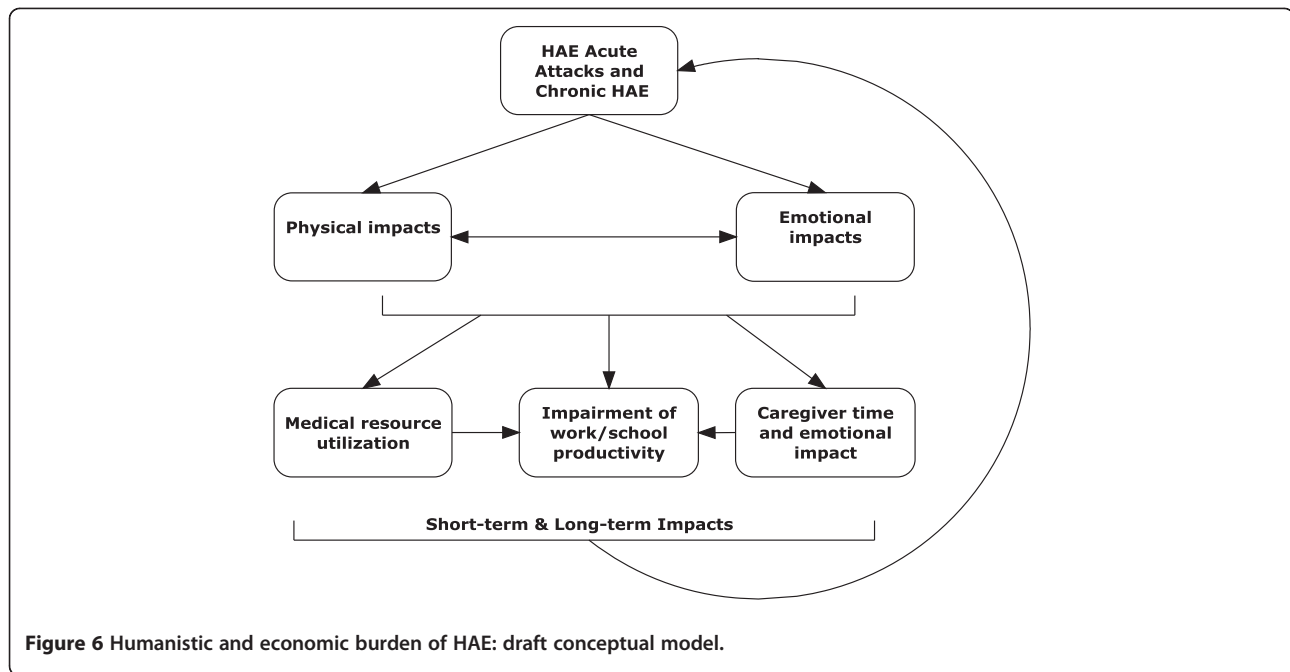 HAE Acute
Attacks and
Chronic HAE
Physical impacts
Emotional
impacts
Medical resource
utilization
Impairment of
work/school
productivity
Caregiver time
and emotional
impact
Short-term & Long-term Impacts
Figure 6 Humanistic and economic burden of HAE: draft conceptual model.